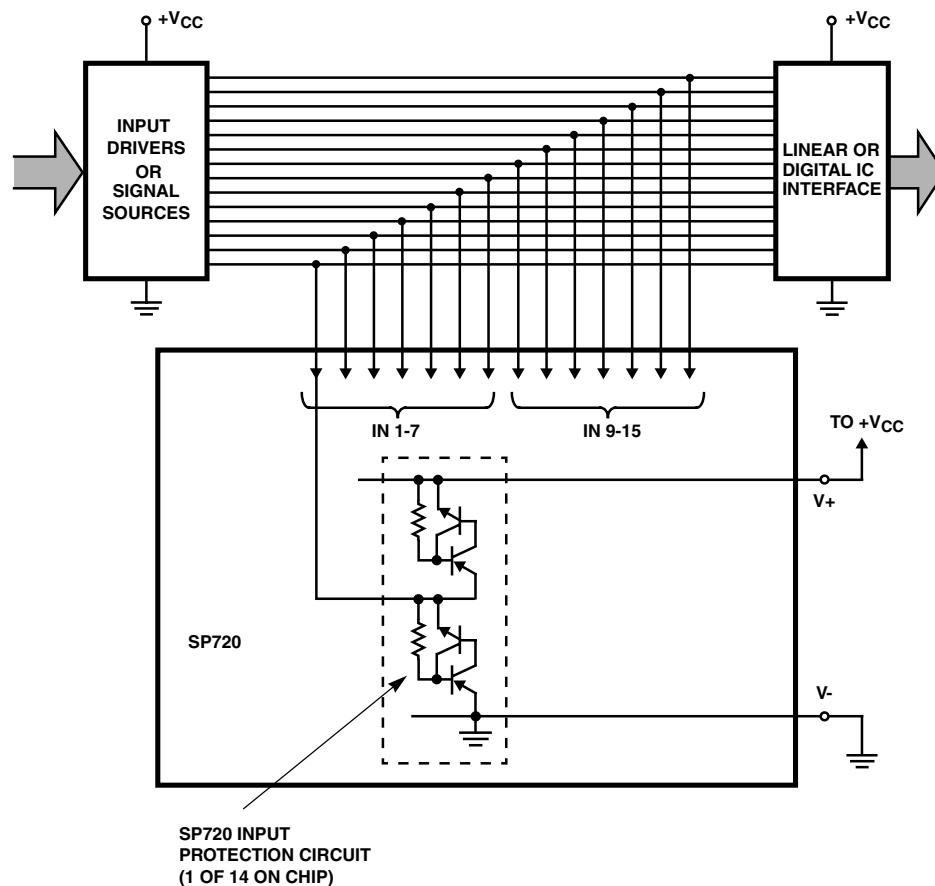 +VCC
+VCC
INPUT
DRIVERS
OR
SIGNAL
SOURCES
LINEAR OR
DIGITAL IC
INTERFACE
IN 1-7
IN 9-15
TO +VCC
V+
SP720
V-
SP720 INPUT
PROTECTION CIRCUIT
(1 OF 14 ON CHIP)